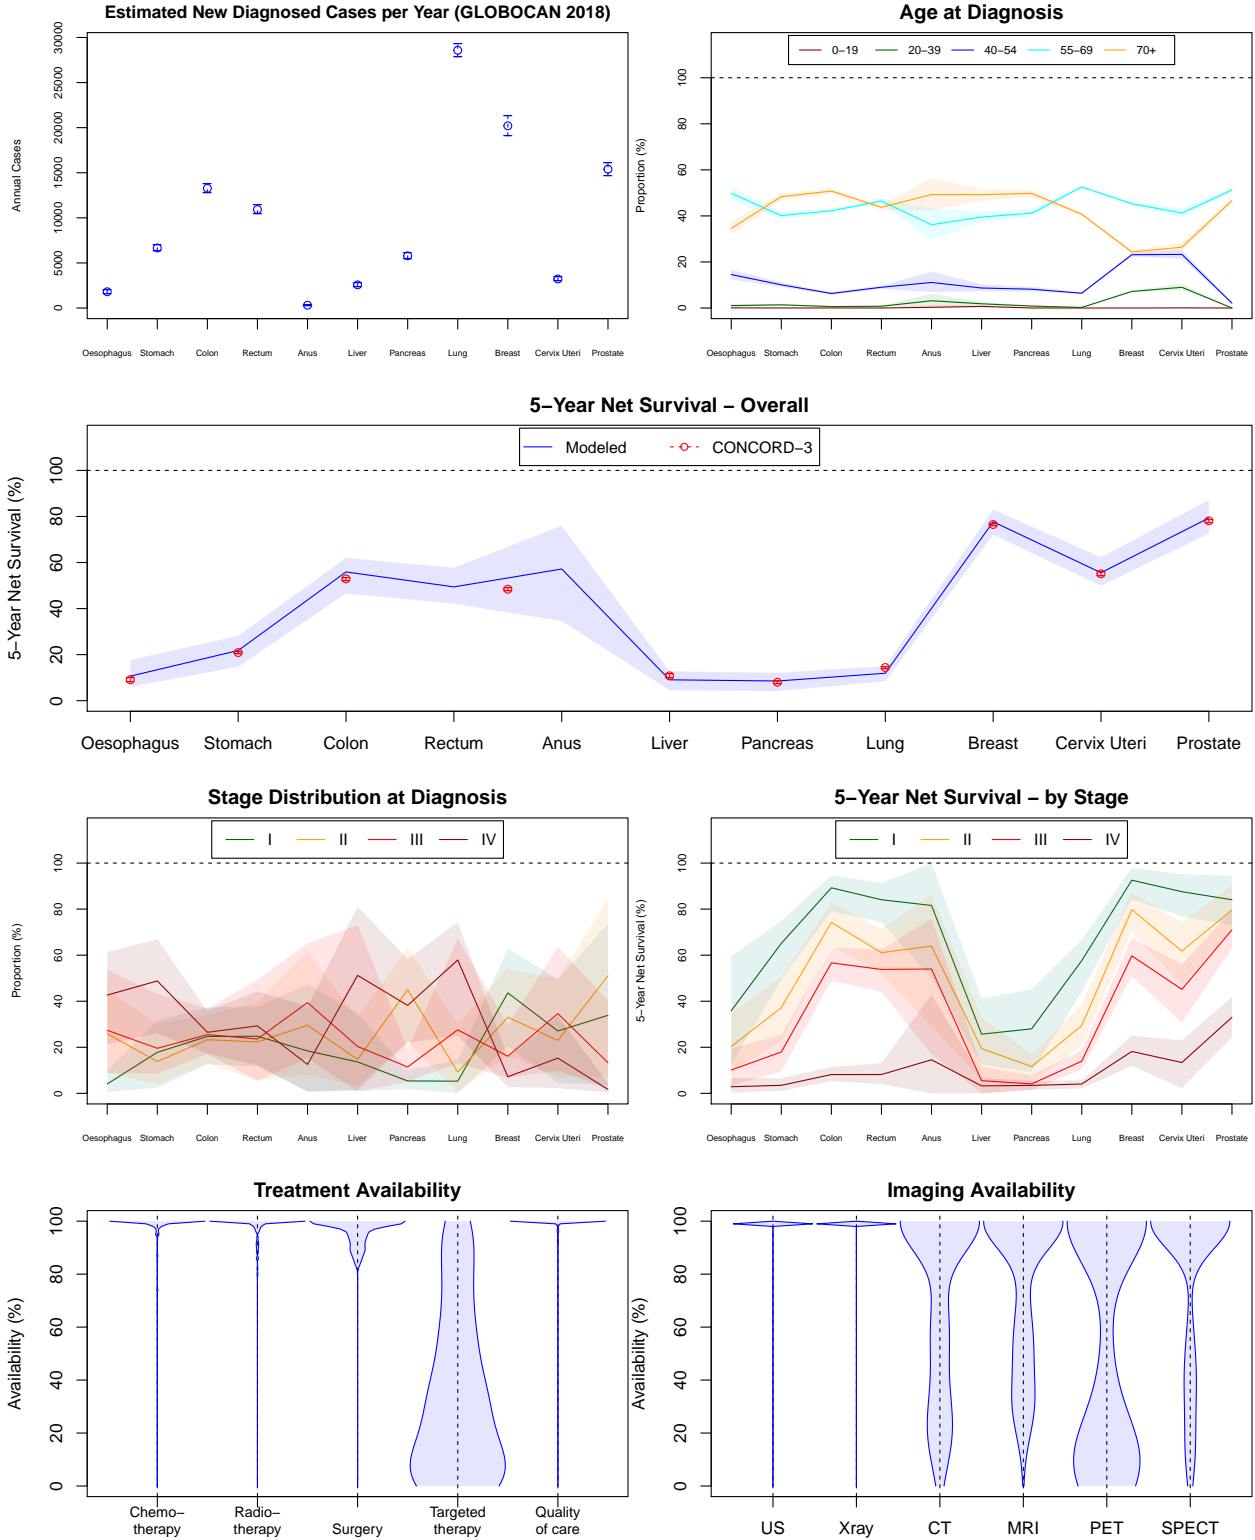 Estimated New Diagnosed Cases per Year (GLOBOCAN 2018)
Annual Cases
30000
25000
20000
15000
10000
5000
0
Oesophagus Stomach Colon Rectum Anus Liver Pancreas Lung Breast Cervix Uteri Prostate
Age at Diagnosis
0−19 20−39 40−54 55−69 70+
Proportion (%)
100
80
60
40
20
0
Oesophagus Stomach Colon Rectum Anus Liver Pancreas Lung Breast Cervix Uteri Prostate
5−Year Net Survival − Overall
Modeled CONCORD−3
5−Year Net Survival (%)
100
80
60
40
20
0
Oesophagus Stomach Colon Rectum Anus Liver Pancreas Lung Breast Cervix Uteri Prostate
Stage Distribution at Diagnosis
I II III IV
Proportion (%)
100
80
60
40
20
0
Oesophagus Stomach Colon Rectum Anus Liver Pancreas Lung Breast Cervix Uteri Prostate
5−Year Net Survival − by Stage
I II III IV
5−Year Net Survival (%)
100
80
60
40
20
0
Oesophagus Stomach Colon Rectum Anus Liver Pancreas Lung Breast Cervix Uteri Prostate
Treatment Availability
Availability (%)
100
80
60
40
20
0
Chemo− Radio− Targeted Quality
therapy therapy Surgery therapy of care
Imaging Availability
Availability (%)
100
80
60
40
20
0
US Xray CT MRI PET SPECT